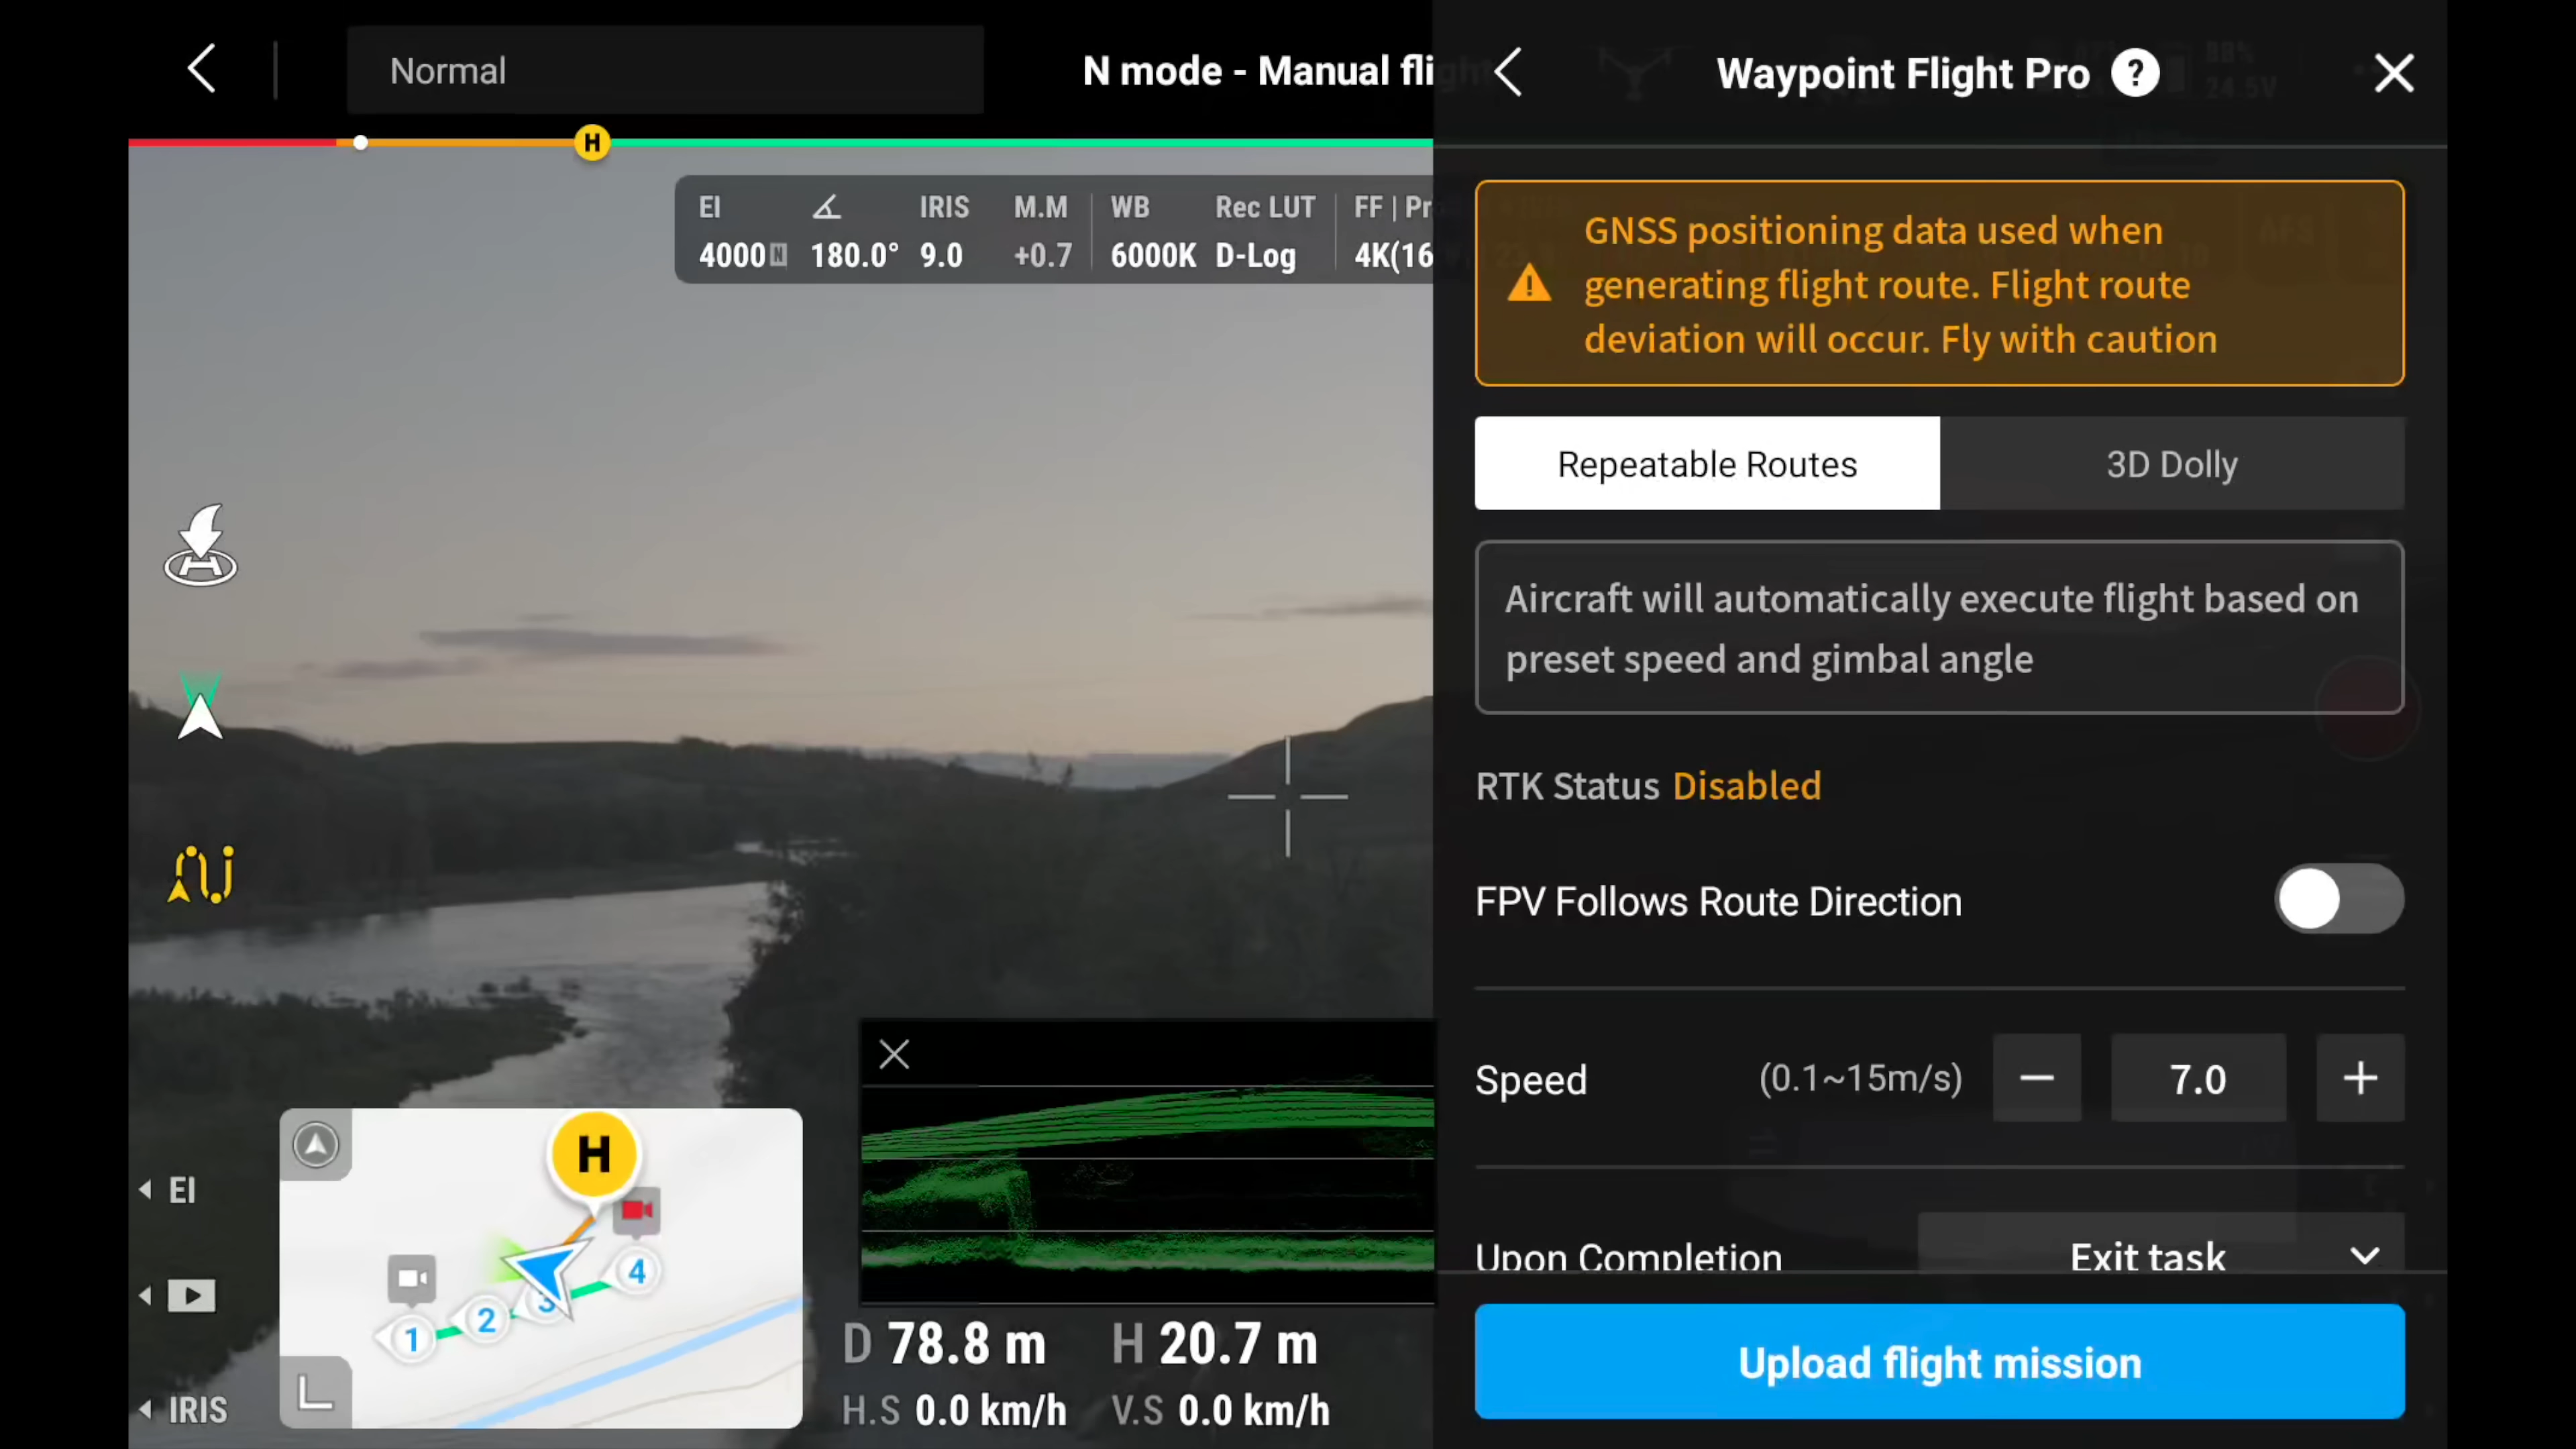 Normal
N mode - Manual flight
Waypoint Flight Pro ?
H
EI
4000 N
180.0°
IRIS
9.0
M.M
+0.7
WB
6000K
Rec LUT
D-Log
FF | Pr
4K(16
GNSS positioning data used when
generating flight route. Flight route
deviation will occur. Fly with caution
Repeatable Routes
3D Dolly
Aircraft will automatically execute flight based on
preset speed and gimbal angle
RTK Status Disabled
FPV Follows Route Direction
Speed (0.1~15m/s) 7.0
Upon Completion Exit task
Upload flight mission
EI
IRIS
H
1
2
3
4
D 78.8 m H 20.7 m
H.S 0.0 km/h V.S 0.0 km/h